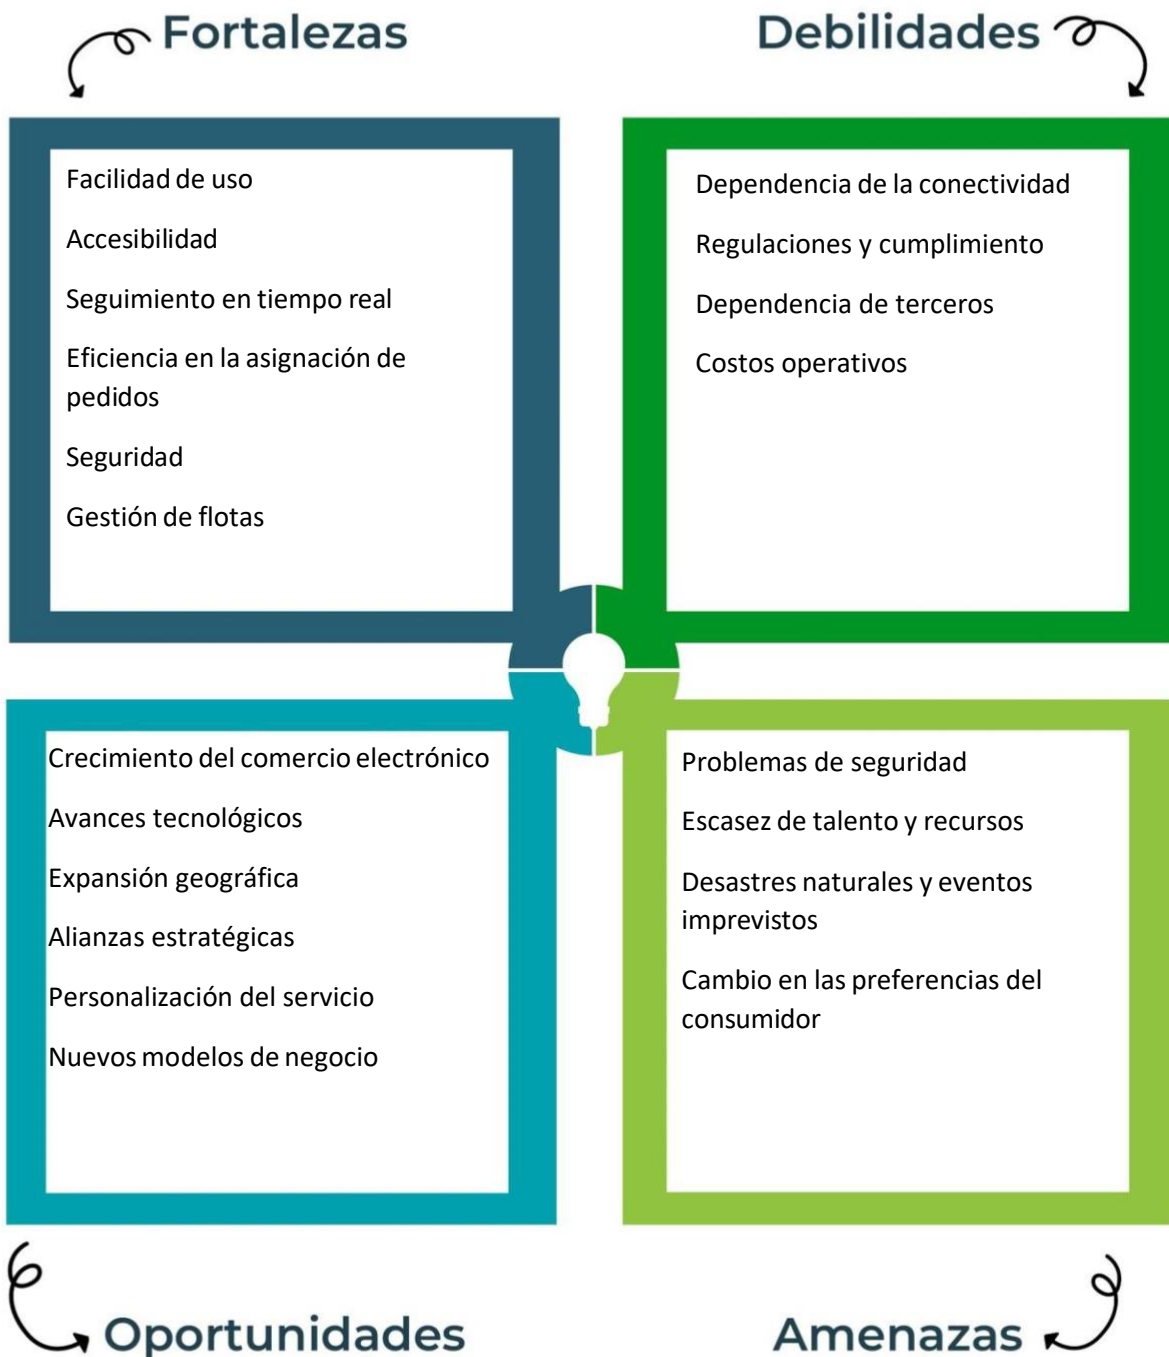 Fortalezas
Facilidad de uso
Accesibilidad
Seguimiento en tiempo real
Eficiencia en la asignación de
pedidos
Seguridad
Gestión de flotas
Debilidades
Dependencia de la conectividad
Regulaciones y cumplimiento
Dependencia de terceros
Costos operativos
Crecimiento del comercio electrónico
Avances tecnológicos
Expansión geográfica
Alianzas estratégicas
Personalización del servicio
Nuevos modelos de negocio
Oportunidades
Problemas de seguridad
Escasez de talento y recursos
Desastres naturales y eventos
imprevistos
Cambio en las preferencias del
consumidor
Amenazas